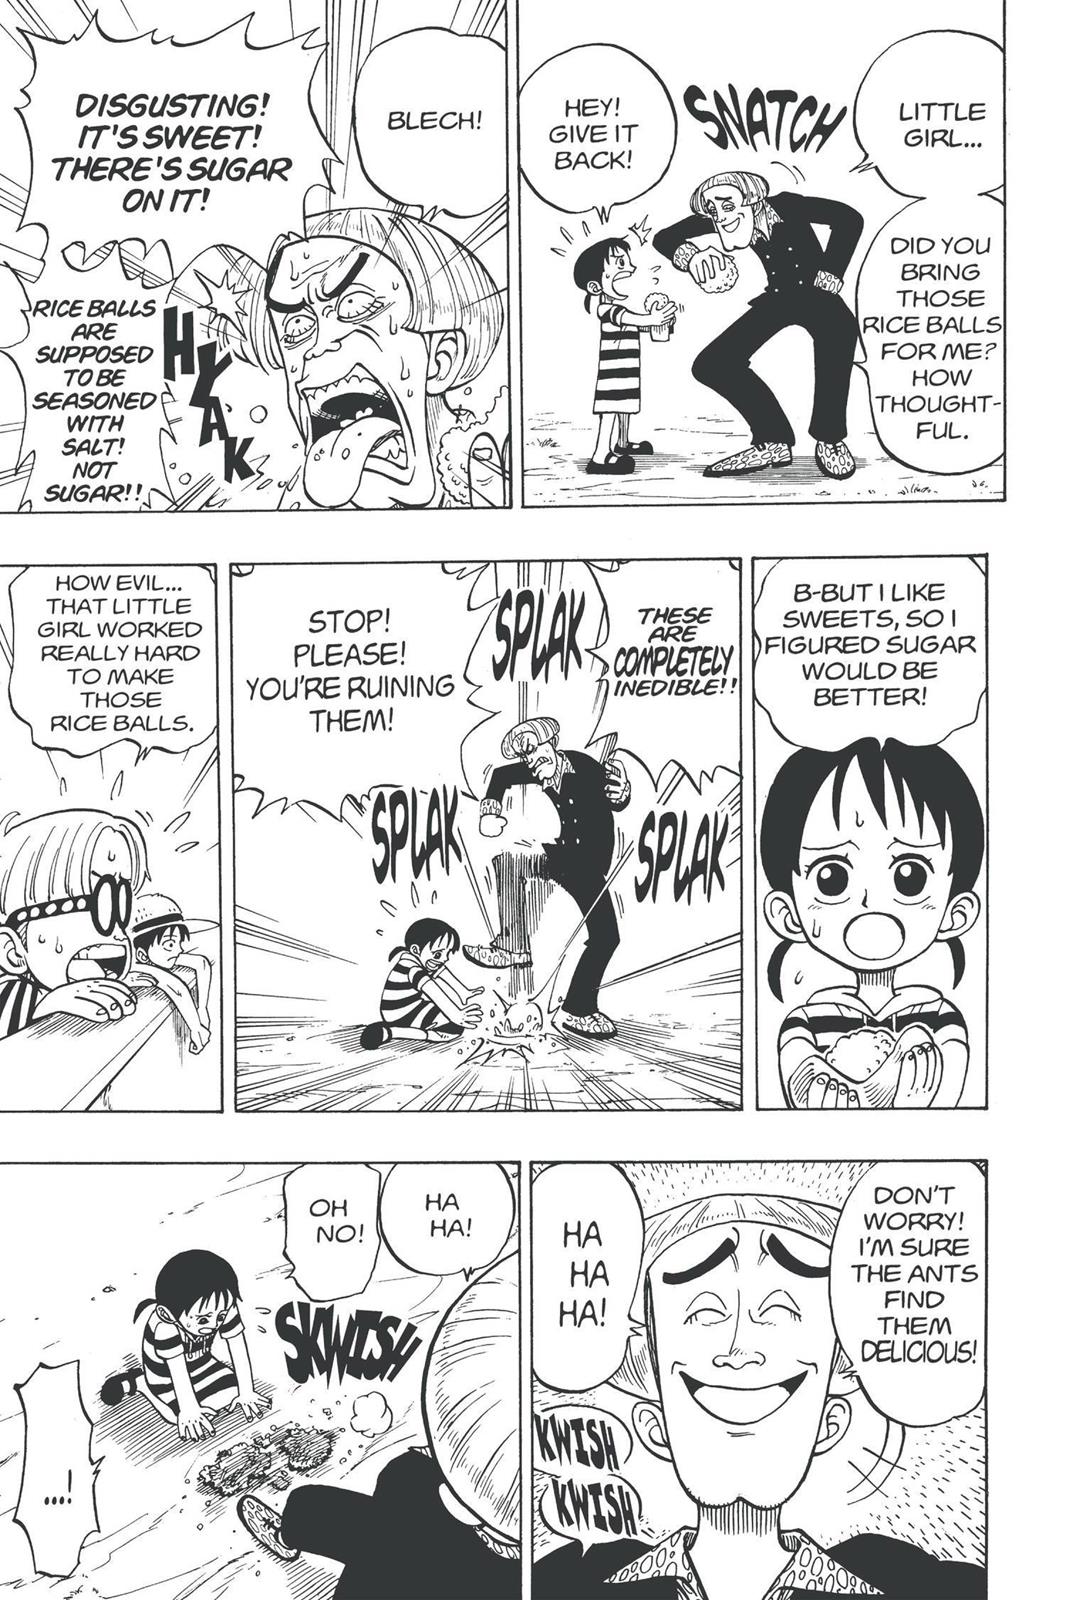 LITTLE
GIRL...
DID YOU
BRING
THOSE
RICE BALLS
FOR ME?
HOW
THOUGHT-
FUL.
SNATCH
HEY!
GIVE IT
BACK!
BLECH!
DISGUSTING!
IT'S SWEET!
THERE'S SUGAR
ON IT!
HYAK
RICE BALLS
ARE
SUPPOSED
TO BE
SEASONED
WITH
SALT!
NOT
SUGAR!!
B-BUT I LIKE
SWEETS, SO I
FIGURED SUGAR
WOULD BE
BETTER!
THESE
ARE
COMPLETELY
INEDIBLE!!
SPLAK
SPLAK
SPLAK
STOP!
PLEASE!
YOU'RE RUINING
THEM!
HOW EVIL...
THAT LITTLE
GIRL WORKED
REALLY HARD
TO MAKE
THOSE
RICE BALLS.
DON'T
WORRY!
I'M SURE
THE ANTS
FIND
THEM
DELICIOUS!
HA
HA
HA!
KWISH
KWISH
HA
HA!
OH
NO!
SKWISH
....!